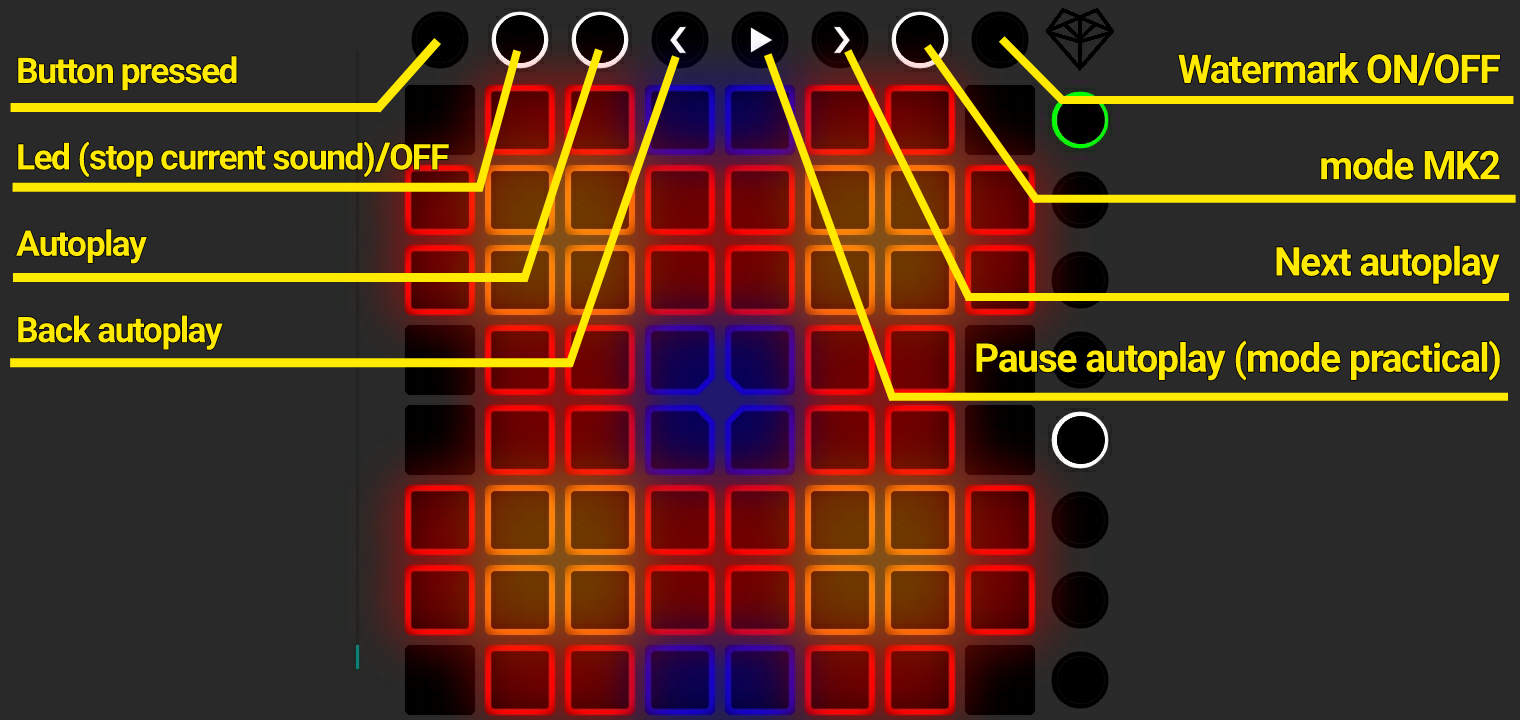 Button pressed
Led (stop current sound)/OFF
Autoplay
Back autoplay
Watermark ON/OFF
mode MK2
Next autoplay
Pause autoplay (mode practical)